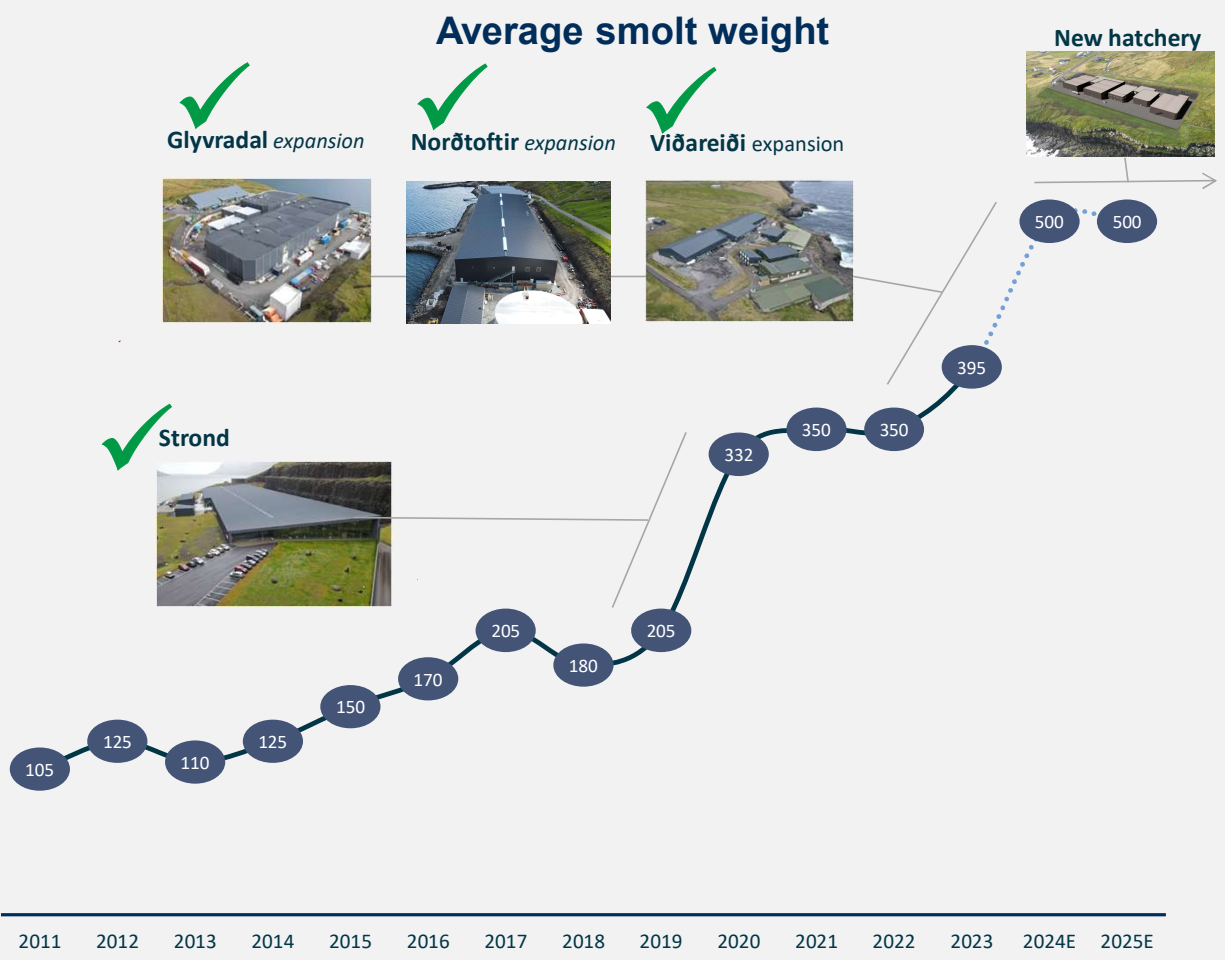 Average smolt weight
New hatchery
Glyvradal expansion
Norðtoftir expansion
Viðareiði expansion
500
500
395
Strond
332
350
350
205
180
205
170
150
125
110
125
105
2011 2012 2013 2014 2015 2016 2017 2018 2019 2020 2021 2022 2023 2024E 2025E